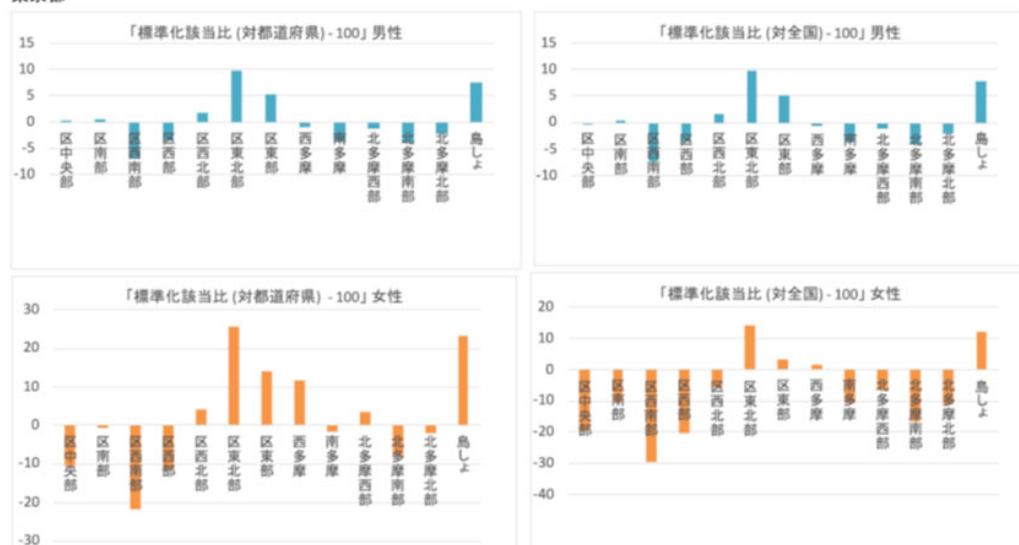 「標準化該当比 (対都道府県) - 100」男性
15
10
5
0
-5
-10
区中央部
区南部
区西南部
区西部
区西北部
区東北部
区東部
西多摩
南多摩
北多摩西部
北多摩南部
北多摩北部
島しょ
「標準化該当比 (対全国) - 100」男性
15
10
5
0
-5
-10
区中央部
区南部
区西南部
区西部
区西北部
区東北部
区東部
西多摩
南多摩
北多摩西部
北多摩南部
北多摩北部
島しょ
「標準化該当比 (対都道府県) - 100」女性
30
20
10
0
-10
-20
-30
区中央部
区南部
区西南部
区西部
区西北部
区東北部
区東部
西多摩
南多摩
北多摩西部
北多摩南部
北多摩北部
島しょ
「標準化該当比 (対全国) - 100」女性
20
10
0
-10
-20
-30
-40
区中央部
区南部
区西南部
区西部
区西北部
区東北部
区東部
西多摩
南多摩
北多摩西部
北多摩南部
北多摩北部
島しょ